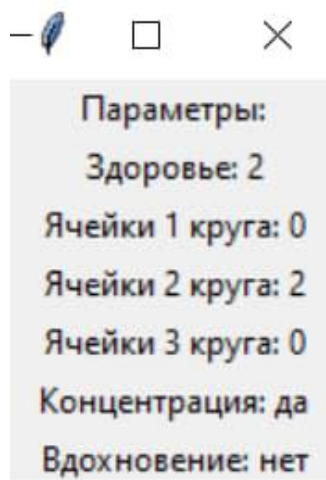 Параметры:
Здоровье: 2
Ячейки 1 круга: 0
Ячейки 2 круга: 2
Ячейки 3 круга: 0
Концентрация: да
Вдохновение: нет